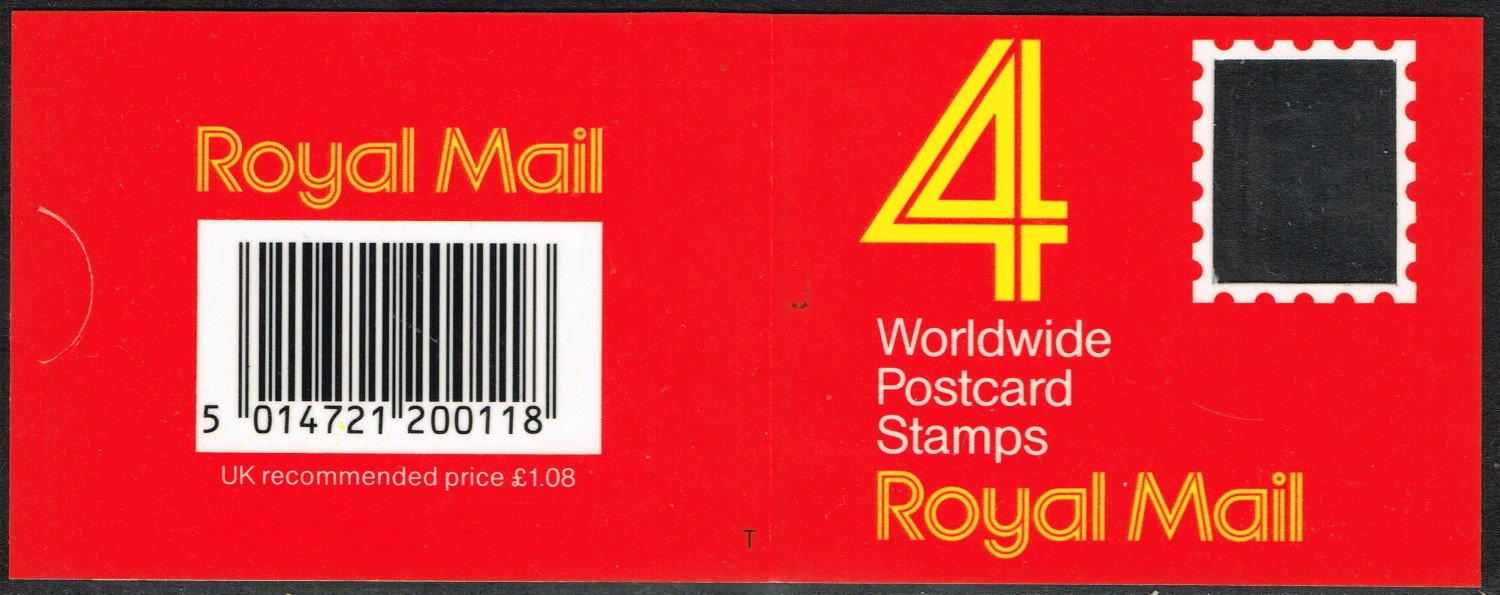 Royal Mail
5 014721 200118
UK recommended price £1.08
T
4
Worldwide
Postcard
Stamps
Royal Mail